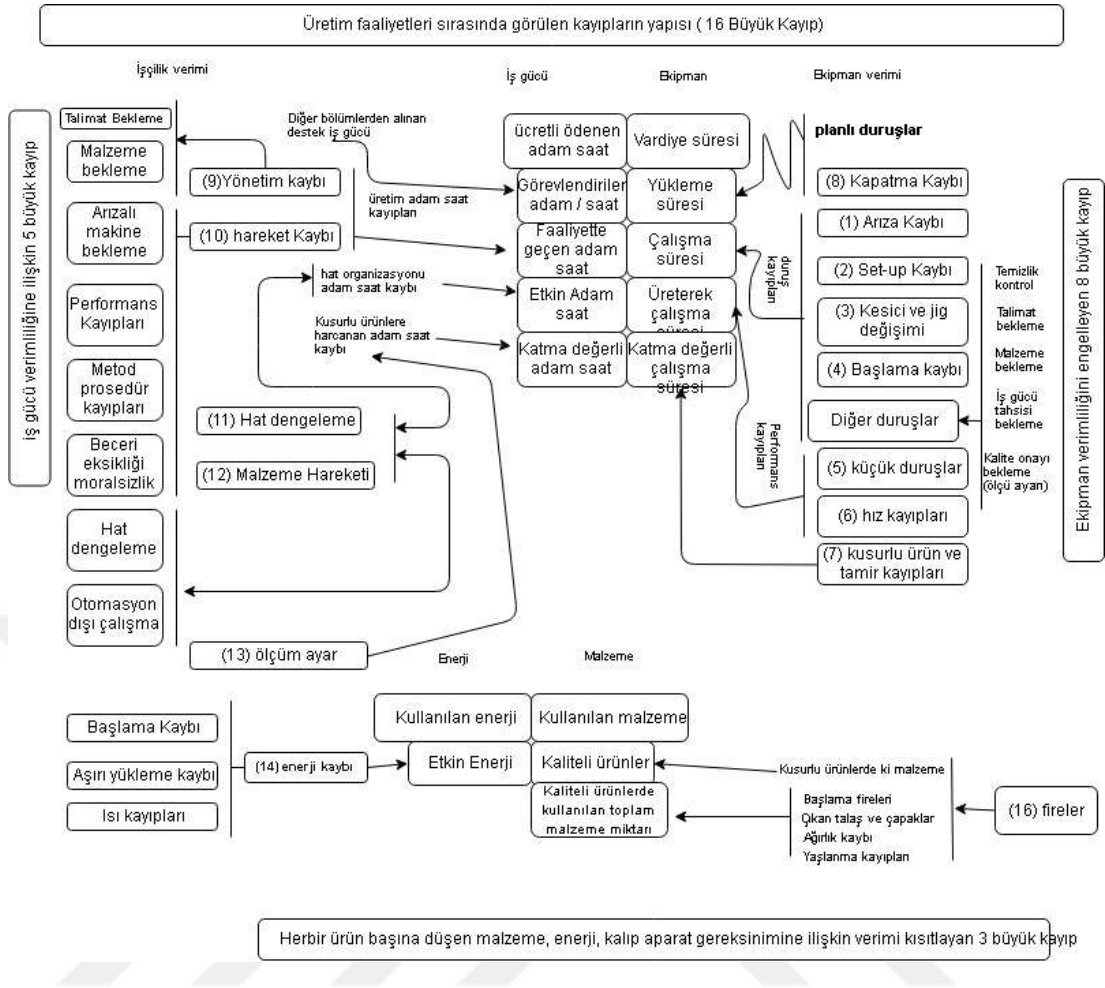 Üretim faaliyetleri sırasında görülen kayıpların yapısı ( 16 Büyük Kayıp)
İşçilik verimi
İş gücü
Ekipman
Ekipman verimi
iş gücü verimliliğine ilişkin 5 büyük kayıp
Talimat Bekleme
Malzeme
bekleme
Arızalı
makine
bekleme
Performans
Kayıpları
Metod
prosedür
kayıpları
Beceri
eksikliği
moralsizlik
Hat
dengeleme
Otomasyon
dışı çalışma
(9)Yönetim kaybı
(10) hareket Kaybı
Diğer bölümlerden alınan
destek iş gücü
üretim adam saat
kayıpları
hat organizasyonu
adam saat kaybı
Kusurlu ürünlere
harcanan adam saat
kaybı
(11) Hat dengeleme
(12) Malzeme Hareketi
(13) ölçüm ayar
ücretli ödenen
adam saat
Vardiye süresi
Görevlendiriler
adam / saat
Yükleme
süresi
Faaliyette
geçen adam
saat
Çalışma
süresi
Etkin Adam
saat
Üreterek
çalışma
süresi
Katma değerli
adam saat
Katma değerli
çalışma
süresi
planlı duruşlar
(8) Kapatma Kaybı
(1) Arıza Kaybı
(2) Set-up Kaybı
(3) Kesici ve jig
değişimi
(4) Başlama kaybı
Diğer duruşlar
(5) küçük duruşlar
(6) hız kayıpları
(7) kusurlu ürün ve
tamir kayıpları
duruş
kayıpları
Performans
kayıpları
Temizlik
kontrol
Talimat
bekleme
Malzeme
bekleme
İş gücü
tahsisi
bekleme
Kalite onayı
bekleme
(ölçü ayarı)
Ekipman verimliliğini engelleyen 8 büyük kayıp
Enerji
Malzeme
Başlama Kaybı
Aşırı yükleme kaybı
Isı kayıpları
(14) enerji kaybı
Kullanılan enerji
Kullanılan malzeme
Etkin Enerji
Kaliteli ürünler
Kaliteli ürünlerde
kullanılan toplam
malzeme miktarı
Kusurlu ürünlerde ki malzeme
Başlama fireleri
Çıkan talaş ve çapaklar
Ağırlık kaybı
Yaşlanma kayıpları
(16) fireler
Herbir ürün başına düşen malzeme, enerji, kalıp aparat gereksinimine ilişkin verimi kısıtlayan 3 büyük kayıp